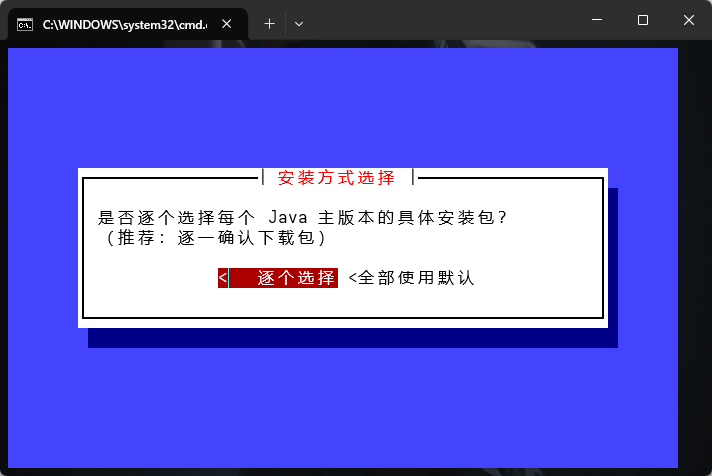 C:\WINDOWS\system32\cmd.
安装方式选择
是否逐个选择每个 Java 主版本的具体安装包？
（推荐：逐一确认下载包）
< 逐个选择 <全部使用默认